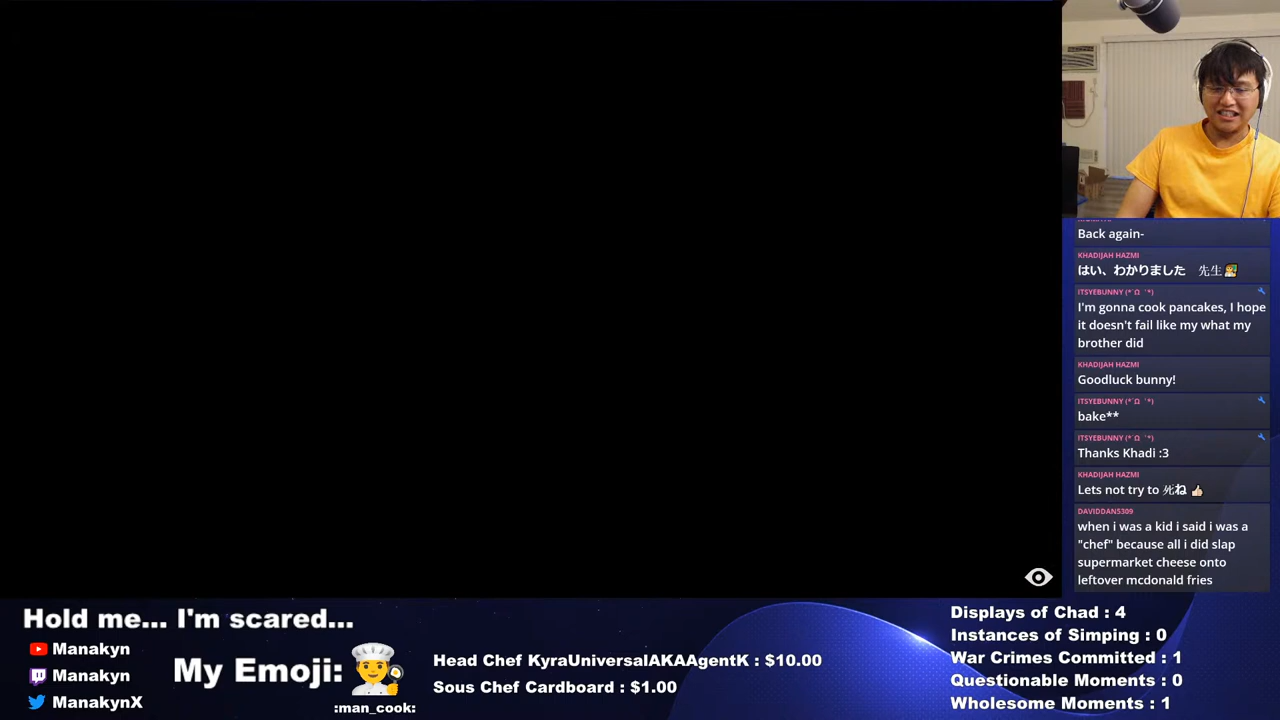 Back again-
KHADIJAH HAZMI
はい、わかりました 先生
ITSYEBUNNY (*´Ω｀*)
I'm gonna cook pancakes, I hope
it doesn't fail like my what my
brother did
KHADIJAH HAZMI
Goodluck bunny!
ITSYEBUNNY (*´Ω｀*)
bake**
ITSYEBUNNY (*´Ω｀*)
Thanks Khadi :3
KHADIJAH HAZMI
Lets not try to 死ね
DAVIDDAN5309
when i was a kid i said i was a
"chef" because all i did slap
supermarket cheese onto
leftover mcdonald fries
Hold me... I'm scared...
Manakyn
Manakyn
ManakynX
My Emoji:
:man_cook:
Head Chef KyraUniversalAKAAgentK : $10.00
Sous Chef Cardboard : $1.00
Displays of Chad : 4
Instances of Simping : 0
War Crimes Committed : 1
Questionable Moments : 0
Wholesome Moments : 1